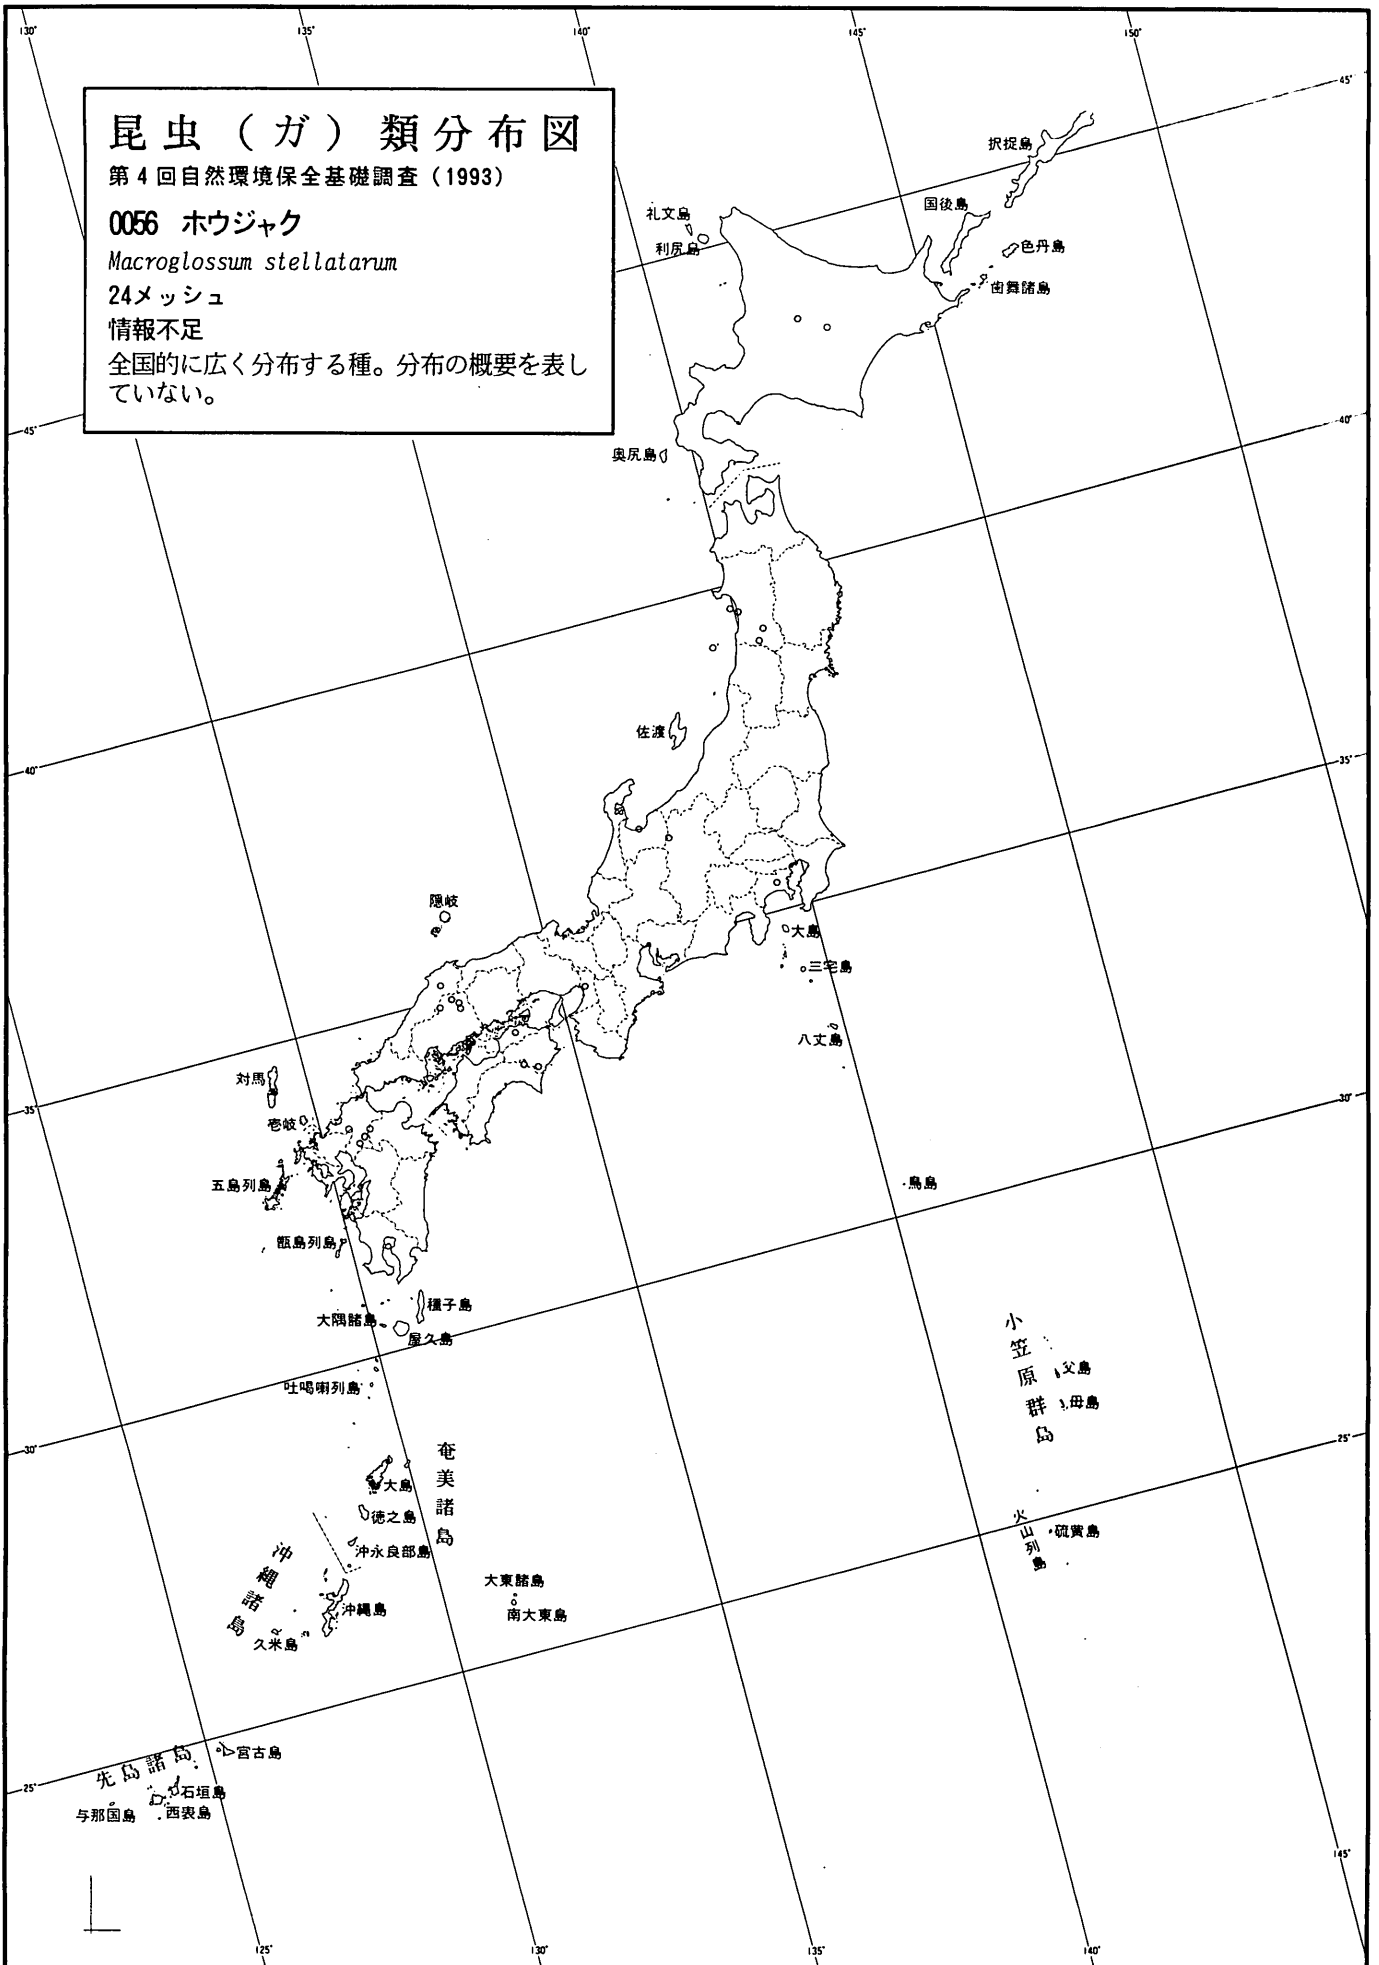 130°
135°
140°
145°
150°
昆虫（ガ）類分布図
第4回自然環境保全基礎調査（1993）
0056 ホウジャク
Macroglossum stellatarum
24メッシュ
情報不足
全国的に広く分布する種。分布の概要を表し
ていない。
45°
択捉島
国後島
礼文島
利尻島
色丹島
歯舞諸島
40°
45°
奥尻島
佐渡
35°
40°
隠岐
大島
三宅島
八丈島
対馬
35°
壱岐
30°
五島列島
鳥島
甑島列島
種子島
大隅諸島
屋久島
吐噶喇列島
小笠原群島
父島
母島
25°
30°
奄美諸島
大島
徳之島
沖永良部島
火山列島
硫黄島
沖縄諸島
大東諸島
南大東島
沖縄島
久米島
先島諸島
宮古島
25°
石垣島
与那国島
西表島
145°
125°
130°
135°
140°